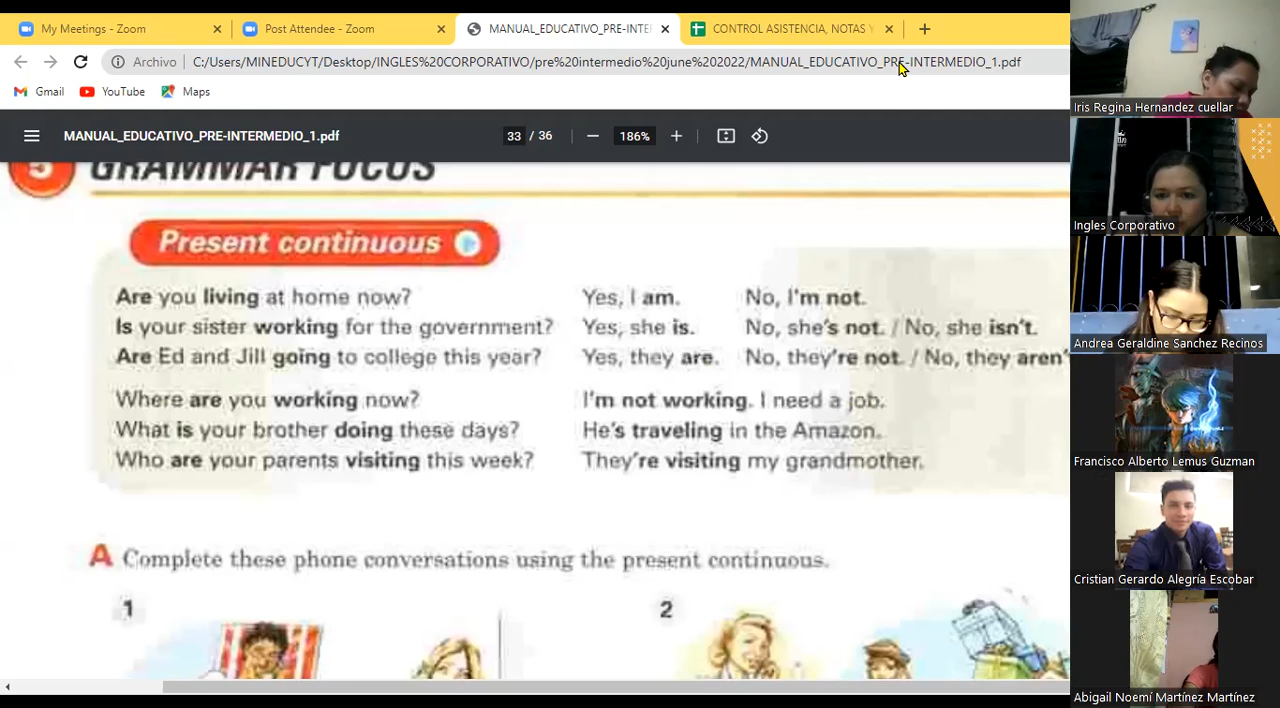 My Meetings - Zoom
Post Attendee - Zoom
MANUAL_EDUCATIVO_PRE-INTE
CONTROL ASISTENCIA, NOTAS Y
Archivo
C:/Users/MINEDUCYT/Desktop/INGLES%20CORPORATIVO/pre%20intermedio%20june%202022/MANUAL_EDUCATIVO_PRE-INTERMEDIO_1.pdf
Gmail
YouTube
Maps
MANUAL_EDUCATIVO_PRE-INTERMEDIO_1.pdf
33 / 36
186%
5 GRAMMAR FOCUS
Present continuous
Are you living at home now? Yes, I am. No, I'm not.
Is your sister working for the government? Yes, she is. No, she's not. / No, she isn't.
Are Ed and Jill going to college this year? Yes, they are. No, they're not. / No, they aren'
Where are you working now? I'm not working. I need a job.
What is your brother doing these days? He's traveling in the Amazon.
Who are your parents visiting this week? They're visiting my grandmother.
A Complete these phone conversations using the present continuous.
1
2
Iris Regina Hernandez cuellar
Ingles Corporativo
Andrea Geraldine Sanchez Recinos
Francisco Alberto Lemus Guzman
Cristian Gerardo Alegría Escobar
Abigail Noemí Martínez Martínez